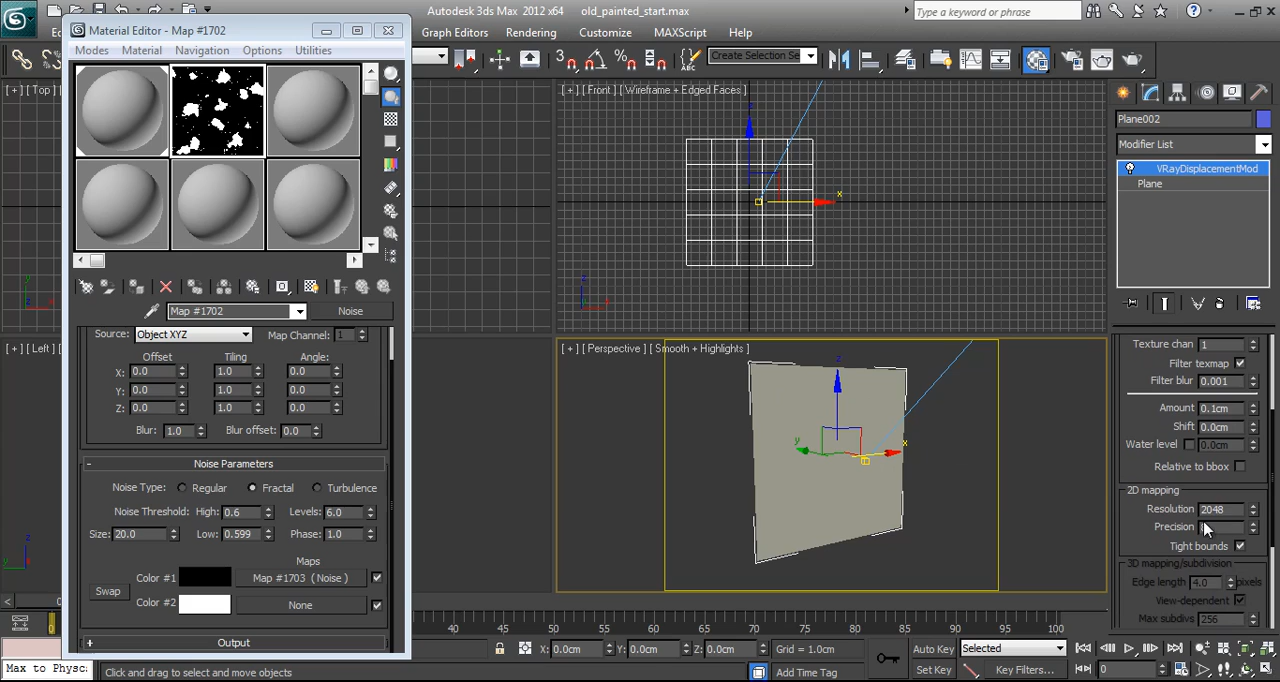 Autodesk 3ds Max 2012 x64 old_painted_start.max
Type a keyword or phrase
Material Editor - Map #1702
Modes Material Navigation Options Utilities
Graph Editors Rendering Customize MAXScript Help
Create Selection Se
[ + ] [ Top ]
[ + ] [ Front ] [ Wireframe + Edged Faces ]
Plane002
Modifier List
VRayDisplacementMod
Plane
Map #1702 Noise
Source: Object XYZ Map Channel: 1
Offset Tiling Angle:
X: 0.0 1.0 0.0
Y: 0.0 1.0 0.0
Z: 0.0 1.0 0.0
Blur: 1.0 Blur offset: 0.0
- Noise Parameters
Noise Type: Regular Fractal Turbulence
Noise Threshold: High: 0.6 Levels: 6.0
Size: 20.0 Low: 0.599 Phase: 1.0
Maps
Color #1 Map #1703 ( Noise )
Swap
Color #2 None
+ Output
[ + ] [ Left ]
[ + ] [ Perspective ] [ Smooth + Highlights ]
x
y
z
Texture chan 1
Filter texmap
Filter blur 0.001
Amount 0.1cm
Shift 0.0cm
Water level 0.0cm
Relative to bbox
2D mapping
Resolution 2048
Precision
Tight bounds
3D mapping/subdivision
Edge length 4.0 pixels
View-dependent
Max subdivs 256
40 45 50 55 60 65 70 75 80 85 90 95 100
X: 0.0cm Y: 0.0cm Z: 0.0cm Grid = 1.0cm
Auto Key Selected
Set Key Key Filters...
0
Max to Physc:
Click and drag to select and move objects
Add Time Tag